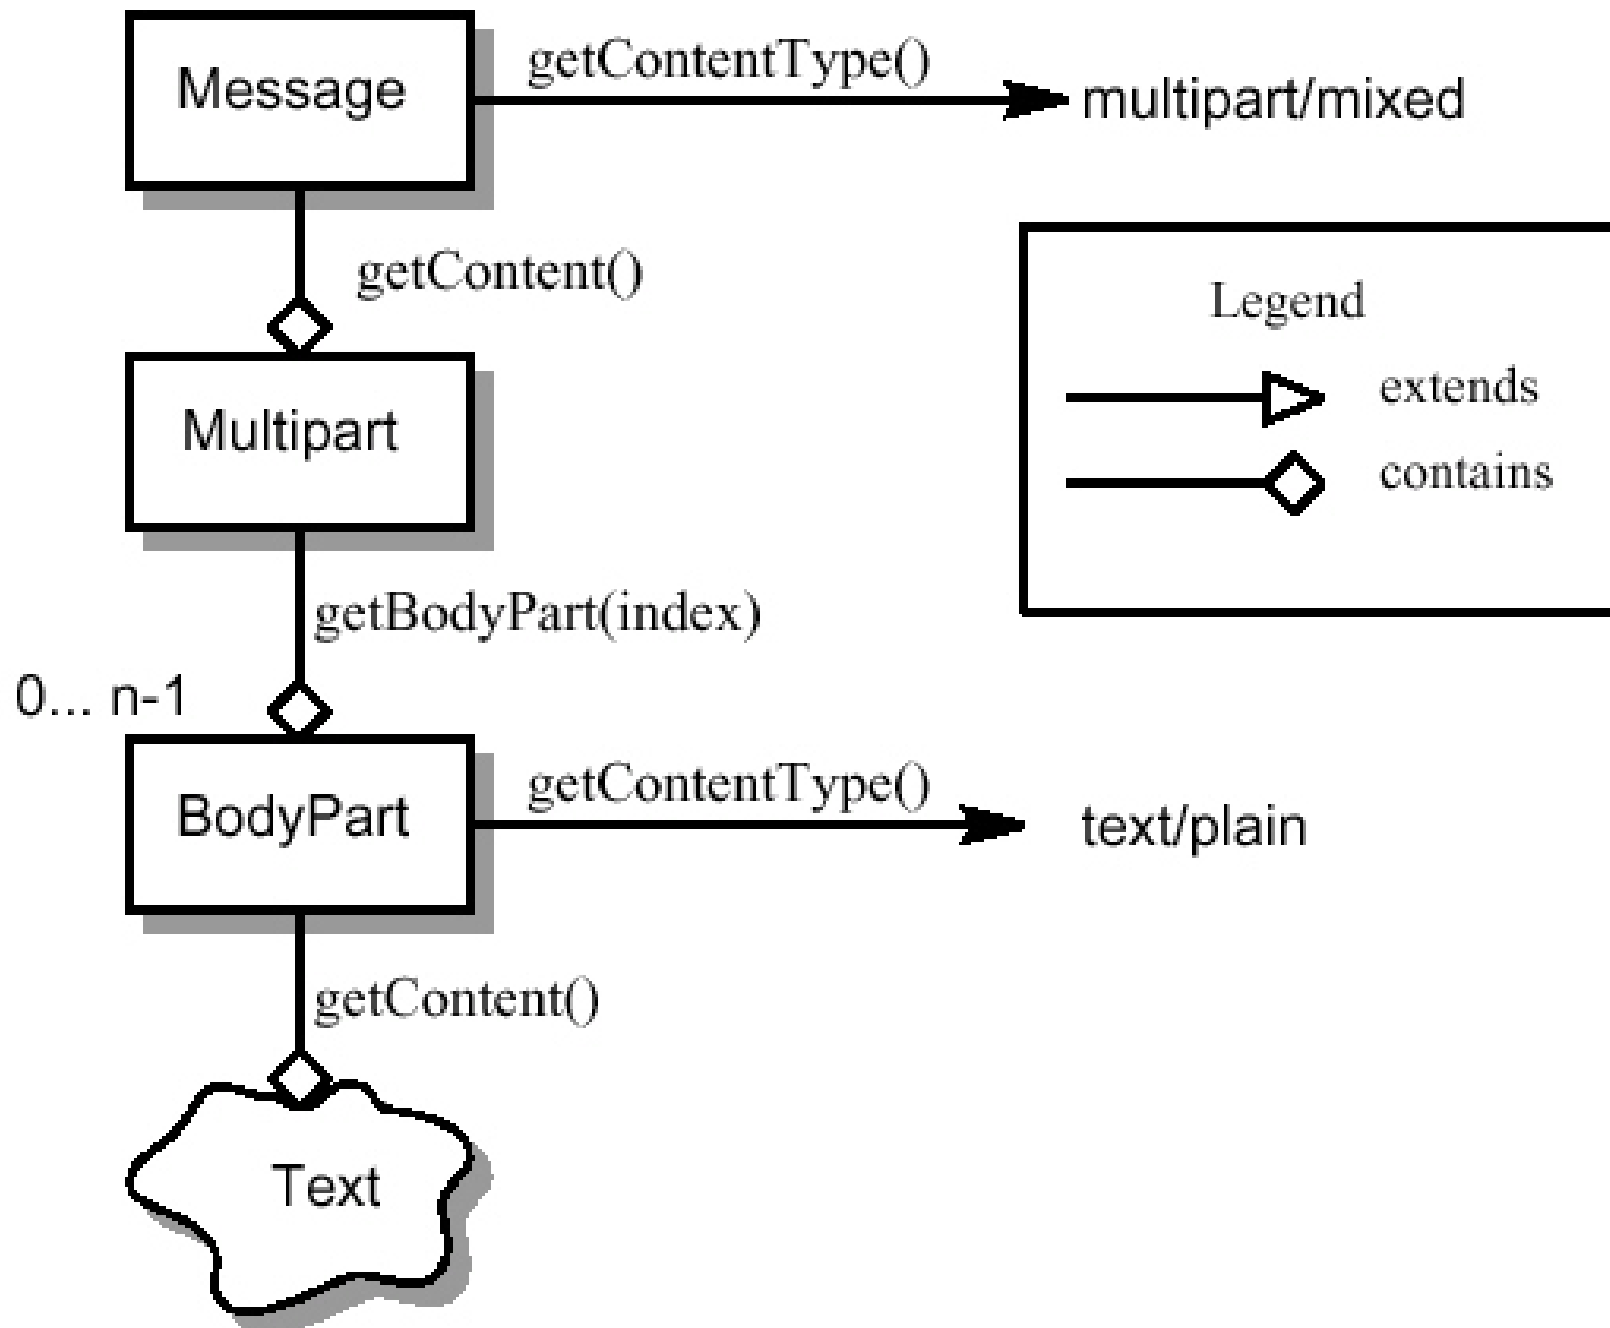 Message
getContentType()
multipart/mixed
getContent()
Legend
extends
contains
Multipart
getBodyPart(index)
0... n-1
BodyPart
getContentType()
text/plain
getContent()
Text